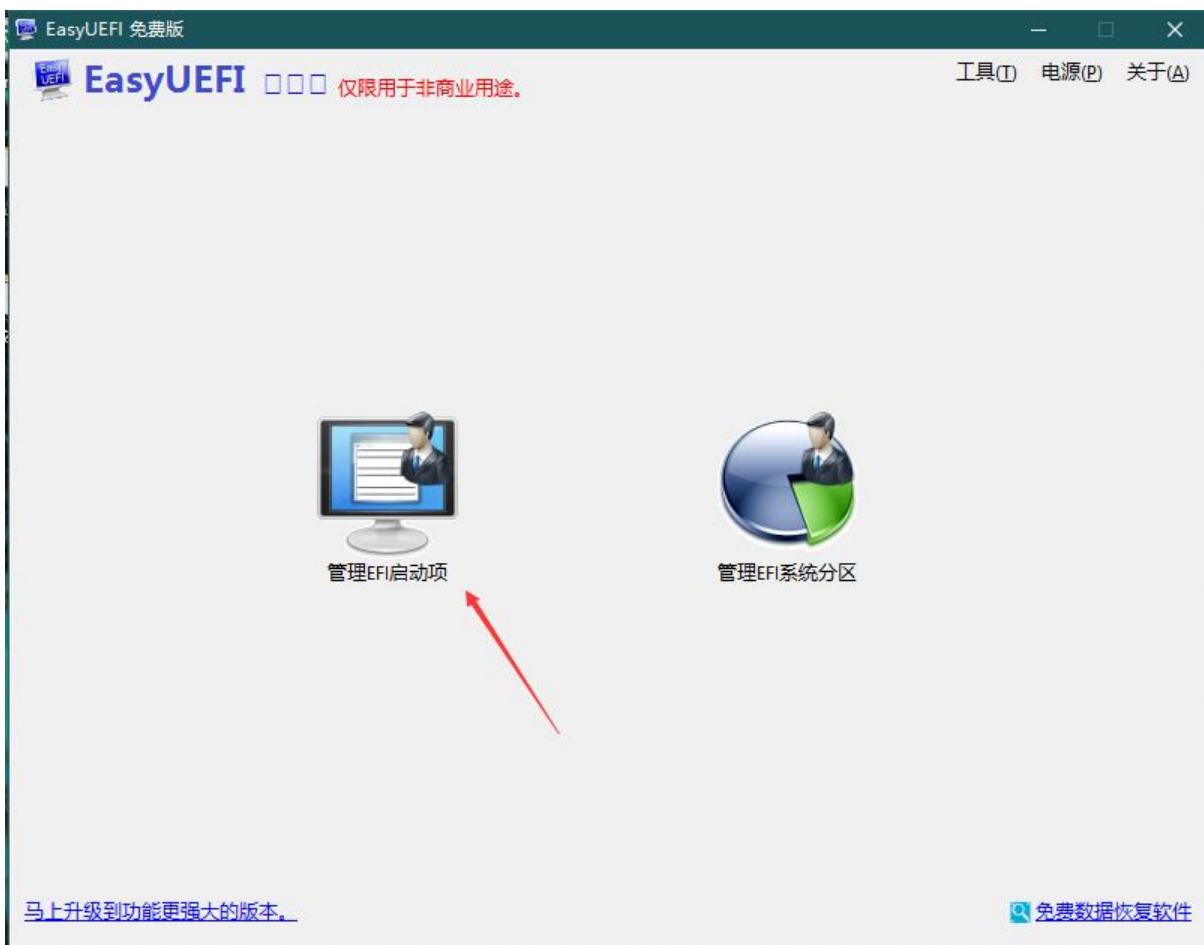 EasyUEFI 免费版
EasyUEFI □□□ 仅限用于非商业用途。
工具(T) 电源(P) 关于(A)
管理EFI启动项
管理EFI系统分区
马上升级到功能更强大的版本。
免费数据恢复软件